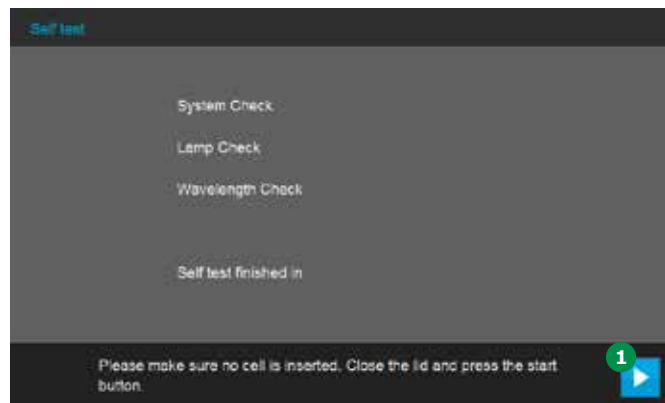 Self test
System Check
Lamp Check
Wavelength Check
Self test finished in
Please make sure no cell is inserted. Close the lid and press the start
button.
1